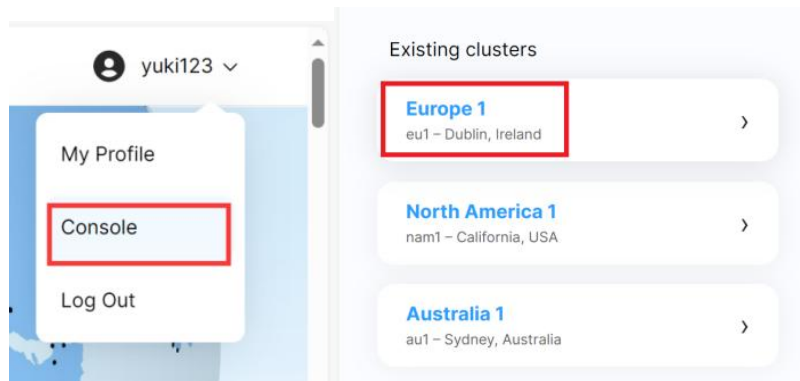 yuki123
My Profile
Console
Log Out
Existing clusters
Europe 1
eu1 – Dublin, Ireland
North America 1
nam1 – California, USA
Australia 1
au1 – Sydney, Australia